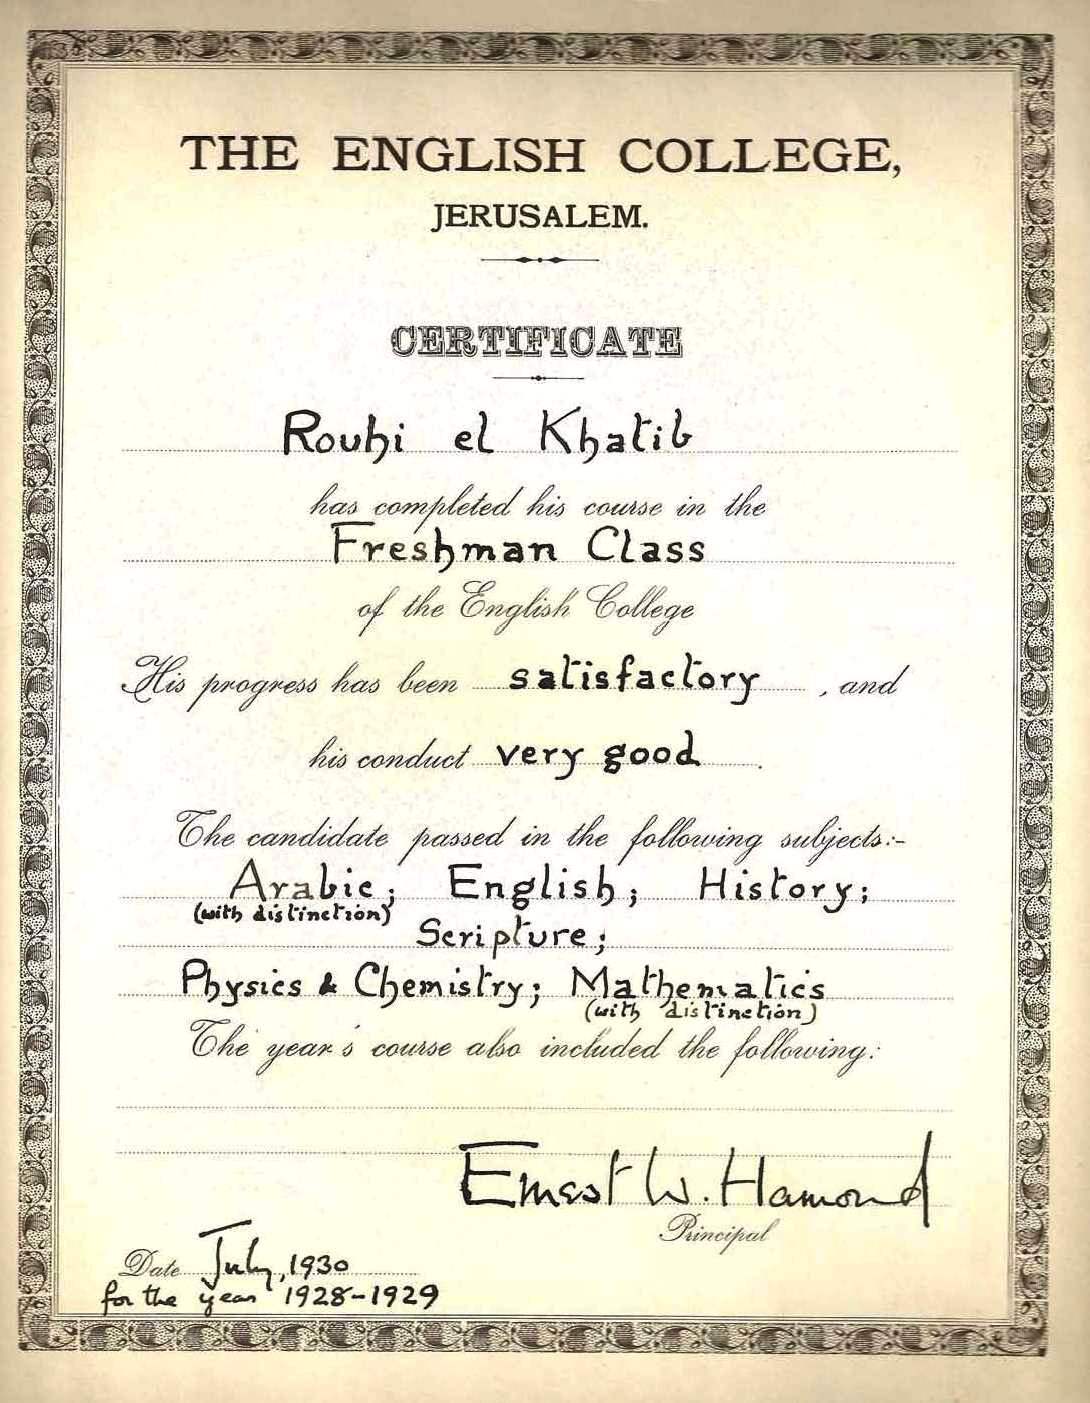 THE ENGLISH COLLEGE,
JERUSALEM.
CERTIFICATE
Rouhi el Khatib
has completed his course in the
Freshman Class
of the English College
His progress has been satisfactory, and
his conduct very good.
The candidate passed in the following subjects:-
Arabic; English; History;
(with distinction)
Scripture;
Physics & Chemistry; Mathematics
(with distinction)
The year's course also included the following:
Ernest W. Hamond
Principal
Date July, 1930
for the year 1928-1929